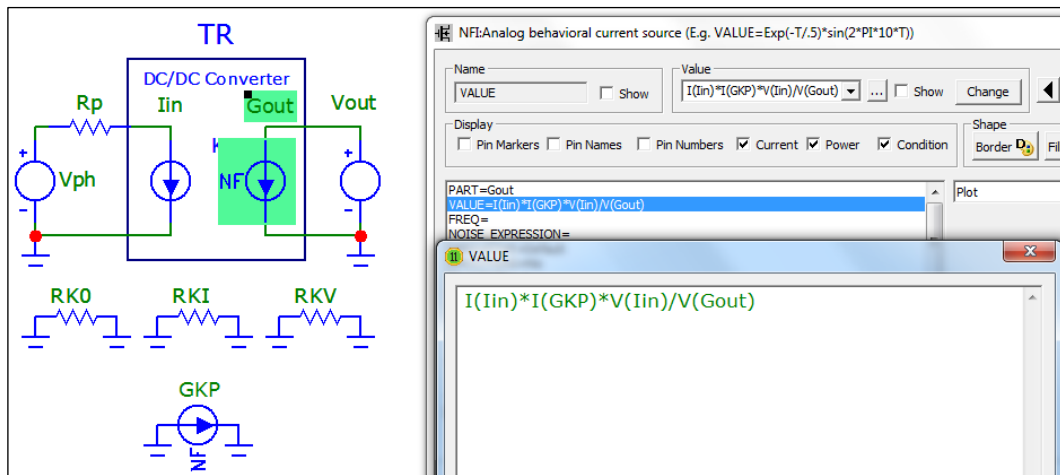 TR
DC/DC Converter
Rp
Iin
Gout
Vout
+
Vph
-
NF
+
-
RK0
RKI
RKV
GKP
NF
NFI:Analog behavioral current source (E.g. VALUE=Exp(-T/.5)*sin(2*PI*10*T))
Name
VALUE
Show
Value
I(Iin)*I(GKP)*V(Iin)/V(Gout)
...
Show
Change
Display
Pin Markers
Pin Names
Pin Numbers
Current
Power
Condition
Shape
Border
Fil
PART=Gout
VALUE=I(Iin)*I(GKP)*V(Iin)/V(Gout)
FREQ=
NOISE_EXPRESSION=
Plot
11
VALUE
I(Iin)*I(GKP)*V(Iin)/V(Gout)